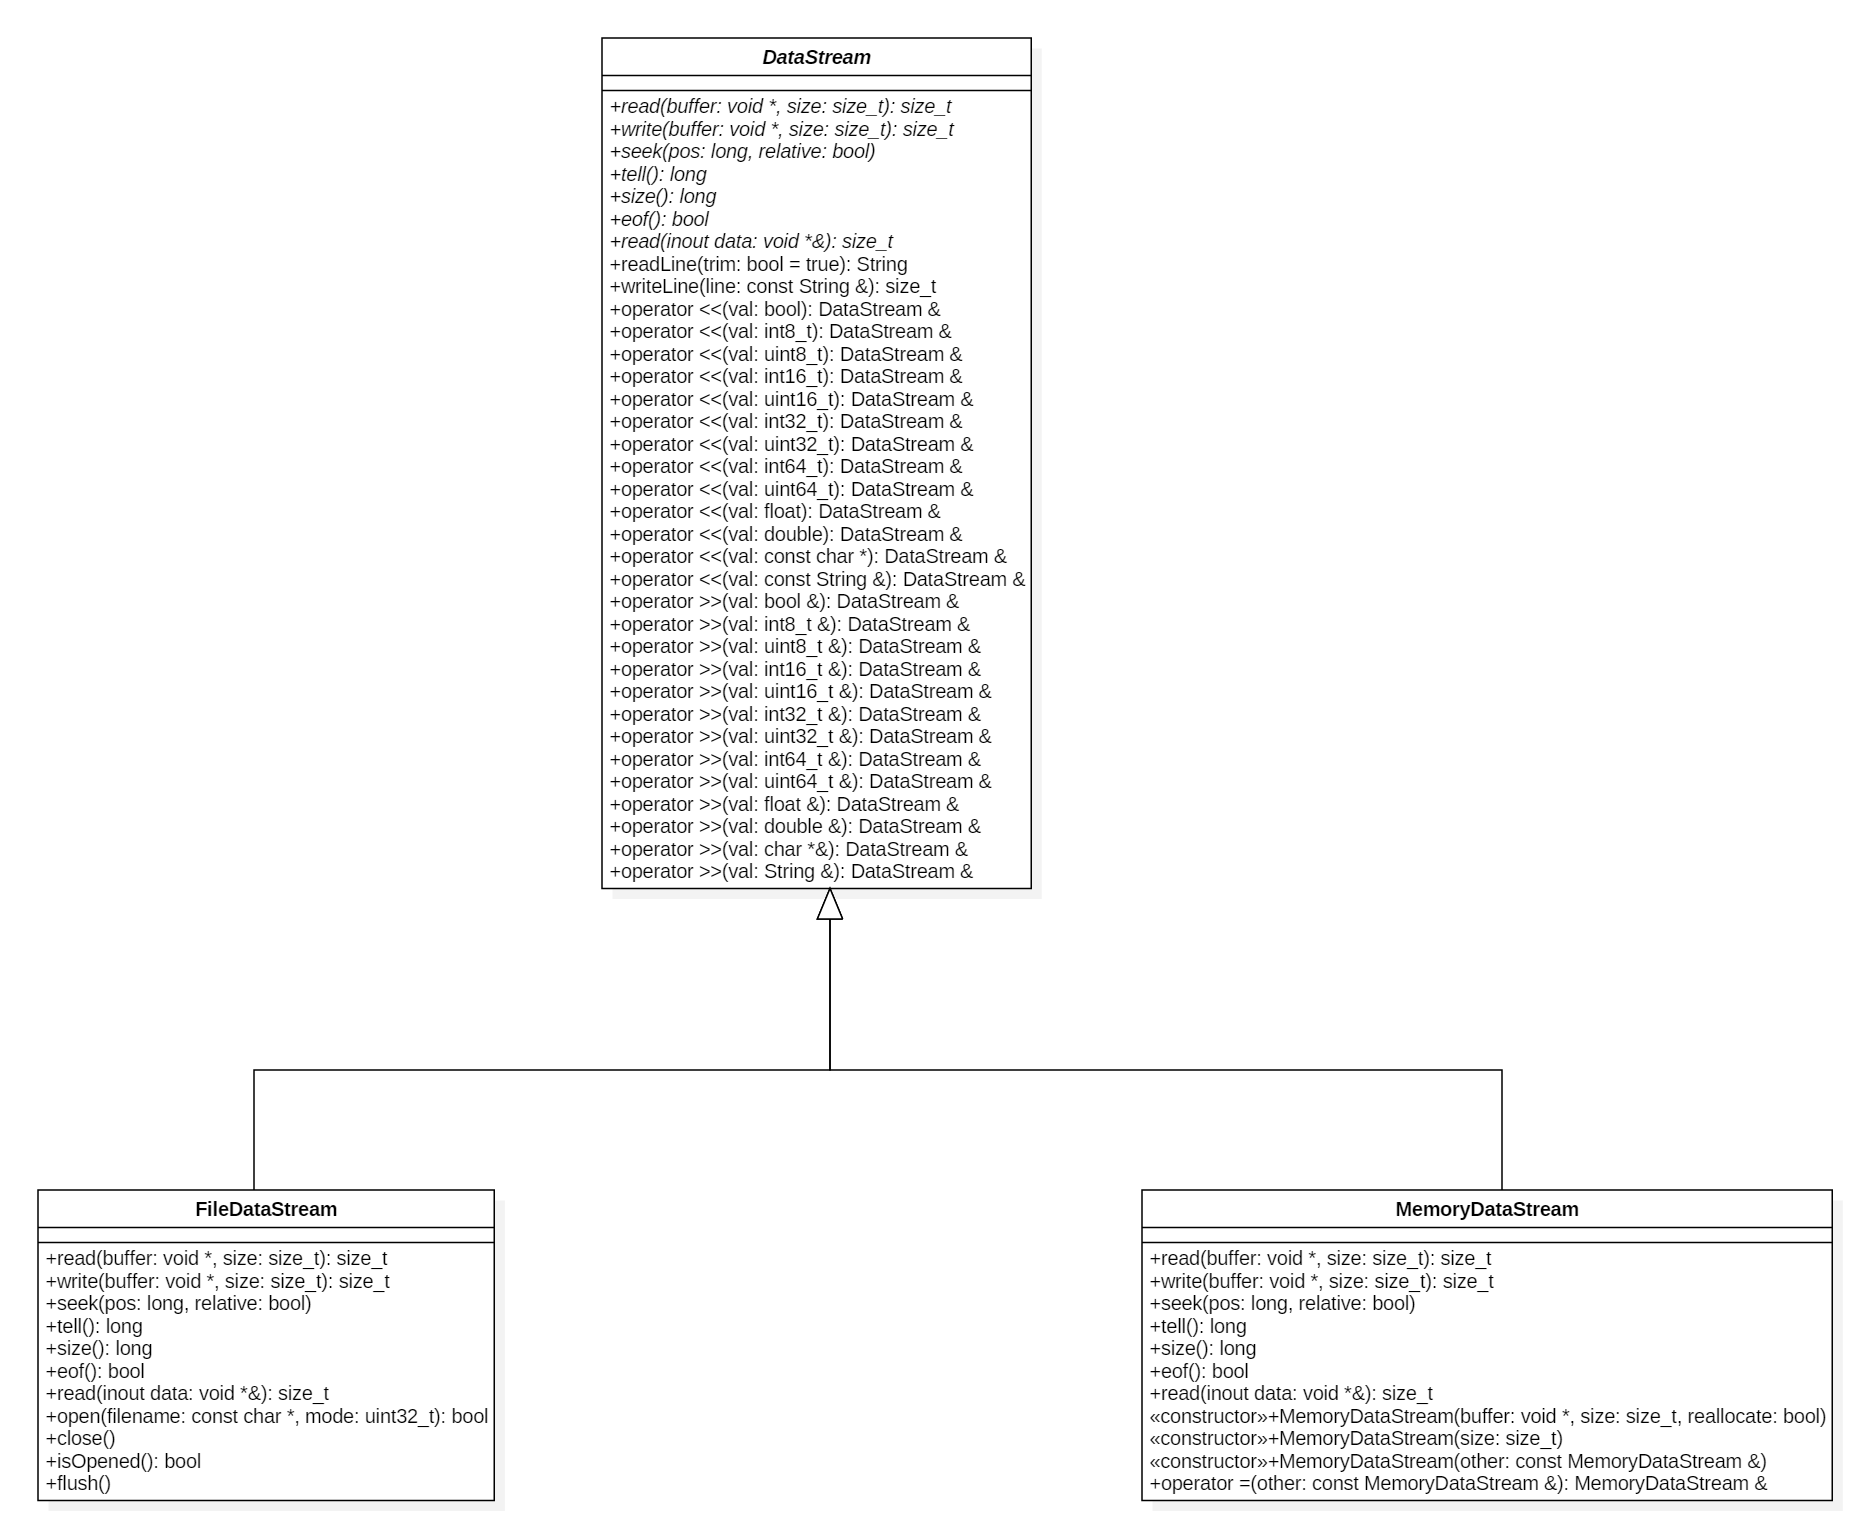 DataStream
+read(buffer: void *, size: size_t): size_t
+write(buffer: void *, size: size_t): size_t
+seek(pos: long, relative: bool)
+tell(): long
+size(): long
+eof(): bool
+read(inout data: void *&): size_t
+readLine(trim: bool = true): String
+writeLine(line: const String &): size_t
+operator <<(val: bool): DataStream &
+operator <<(val: int8_t): DataStream &
+operator <<(val: uint8_t): DataStream &
+operator <<(val: int16_t): DataStream &
+operator <<(val: uint16_t): DataStream &
+operator <<(val: int32_t): DataStream &
+operator <<(val: uint32_t): DataStream &
+operator <<(val: int64_t): DataStream &
+operator <<(val: uint64_t): DataStream &
+operator <<(val: float): DataStream &
+operator <<(val: double): DataStream &
+operator <<(val: const char *): DataStream &
+operator <<(val: const String &): DataStream &
+operator >>(val: bool &): DataStream &
+operator >>(val: int8_t &): DataStream &
+operator >>(val: uint8_t &): DataStream &
+operator >>(val: int16_t &): DataStream &
+operator >>(val: uint16_t &): DataStream &
+operator >>(val: int32_t &): DataStream &
+operator >>(val: uint32_t &): DataStream &
+operator >>(val: int64_t &): DataStream &
+operator >>(val: uint64_t &): DataStream &
+operator >>(val: float &): DataStream &
+operator >>(val: double &): DataStream &
+operator >>(val: char *&): DataStream &
+operator >>(val: String &): DataStream &
FileDataStream
+read(buffer: void *, size: size_t): size_t
+write(buffer: void *, size: size_t): size_t
+seek(pos: long, relative: bool)
+tell(): long
+size(): long
+eof(): bool
+read(inout data: void *&): size_t
+open(filename: const char *, mode: uint32_t): bool
+close()
+isOpened(): bool
+flush()
MemoryDataStream
+read(buffer: void *, size: size_t): size_t
+write(buffer: void *, size: size_t): size_t
+seek(pos: long, relative: bool)
+tell(): long
+size(): long
+eof(): bool
+read(inout data: void *&): size_t
«constructor»+MemoryDataStream(buffer: void *, size: size_t, reallocate: bool)
«constructor»+MemoryDataStream(size: size_t)
«constructor»+MemoryDataStream(other: const MemoryDataStream &)
+operator =(other: const MemoryDataStream &): MemoryDataStream &